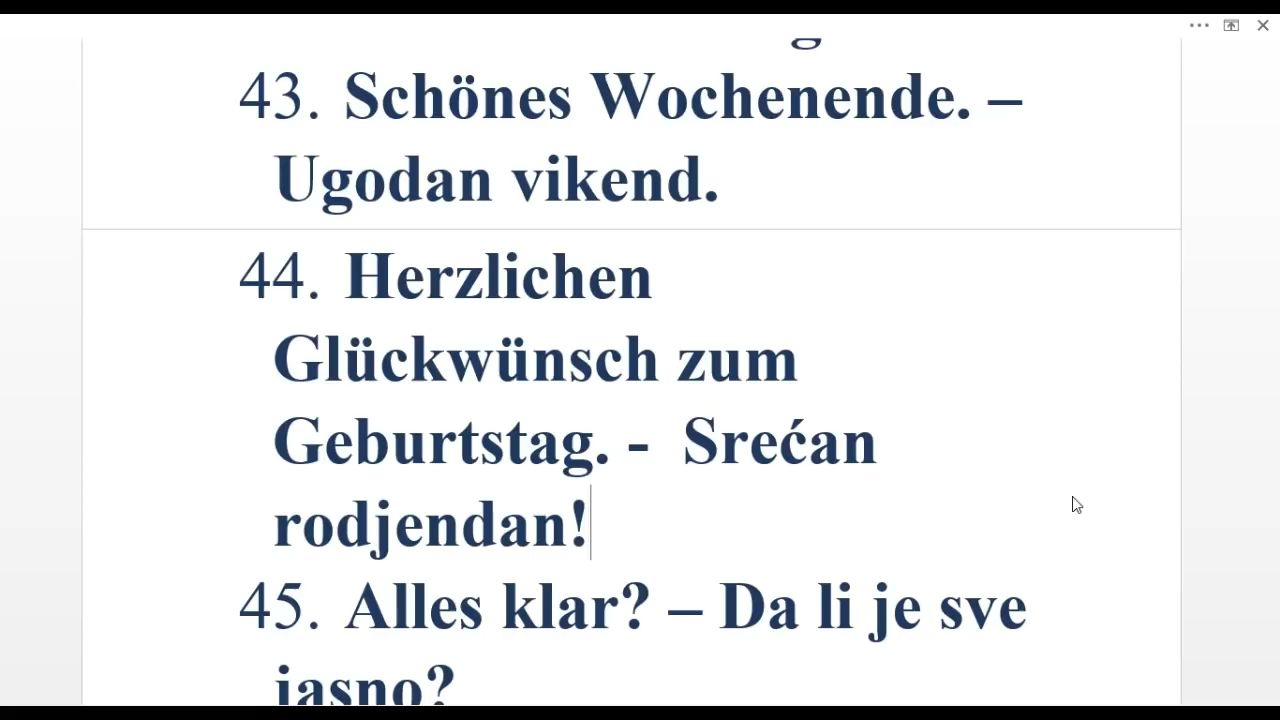 43. Schönes Wochenende. –
Ugodan vikend.
44. Herzlichen
Glückwünsch zum
Geburtstag. - Srećan
rodjendan!
45. Alles klar? – Da li je sve
jasno?